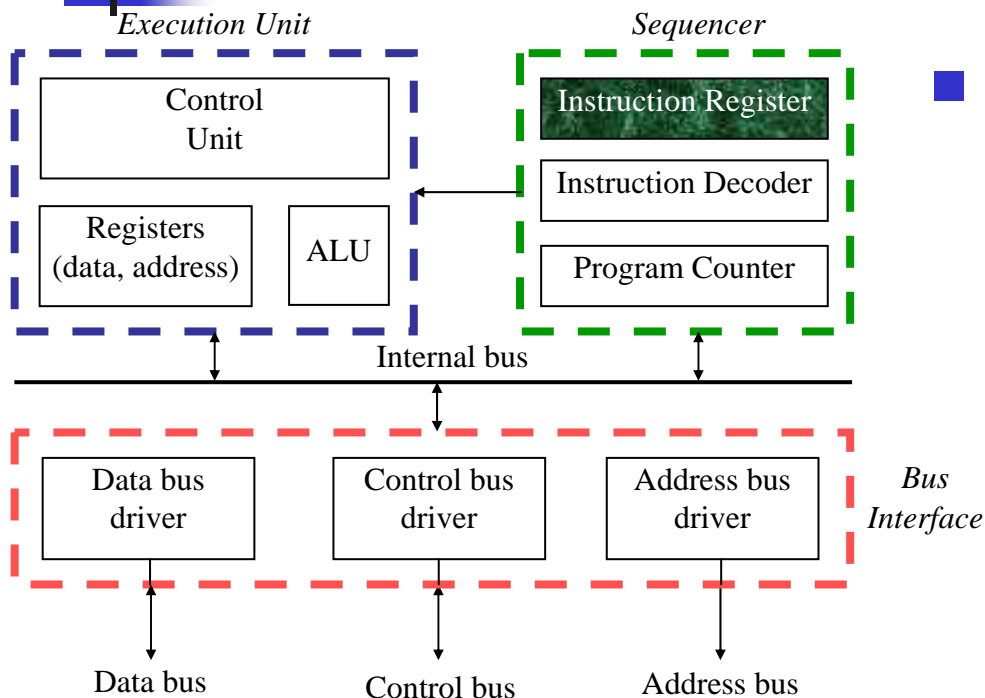 Execution Unit
Sequencer
Control
Unit
Instruction Register
Instruction Decoder
Registers
(data, address)
ALU
Program Counter
Internal bus
Data bus
driver
Control bus
driver
Address bus
driver
Bus
Interface
Data bus
Control bus
Address bus